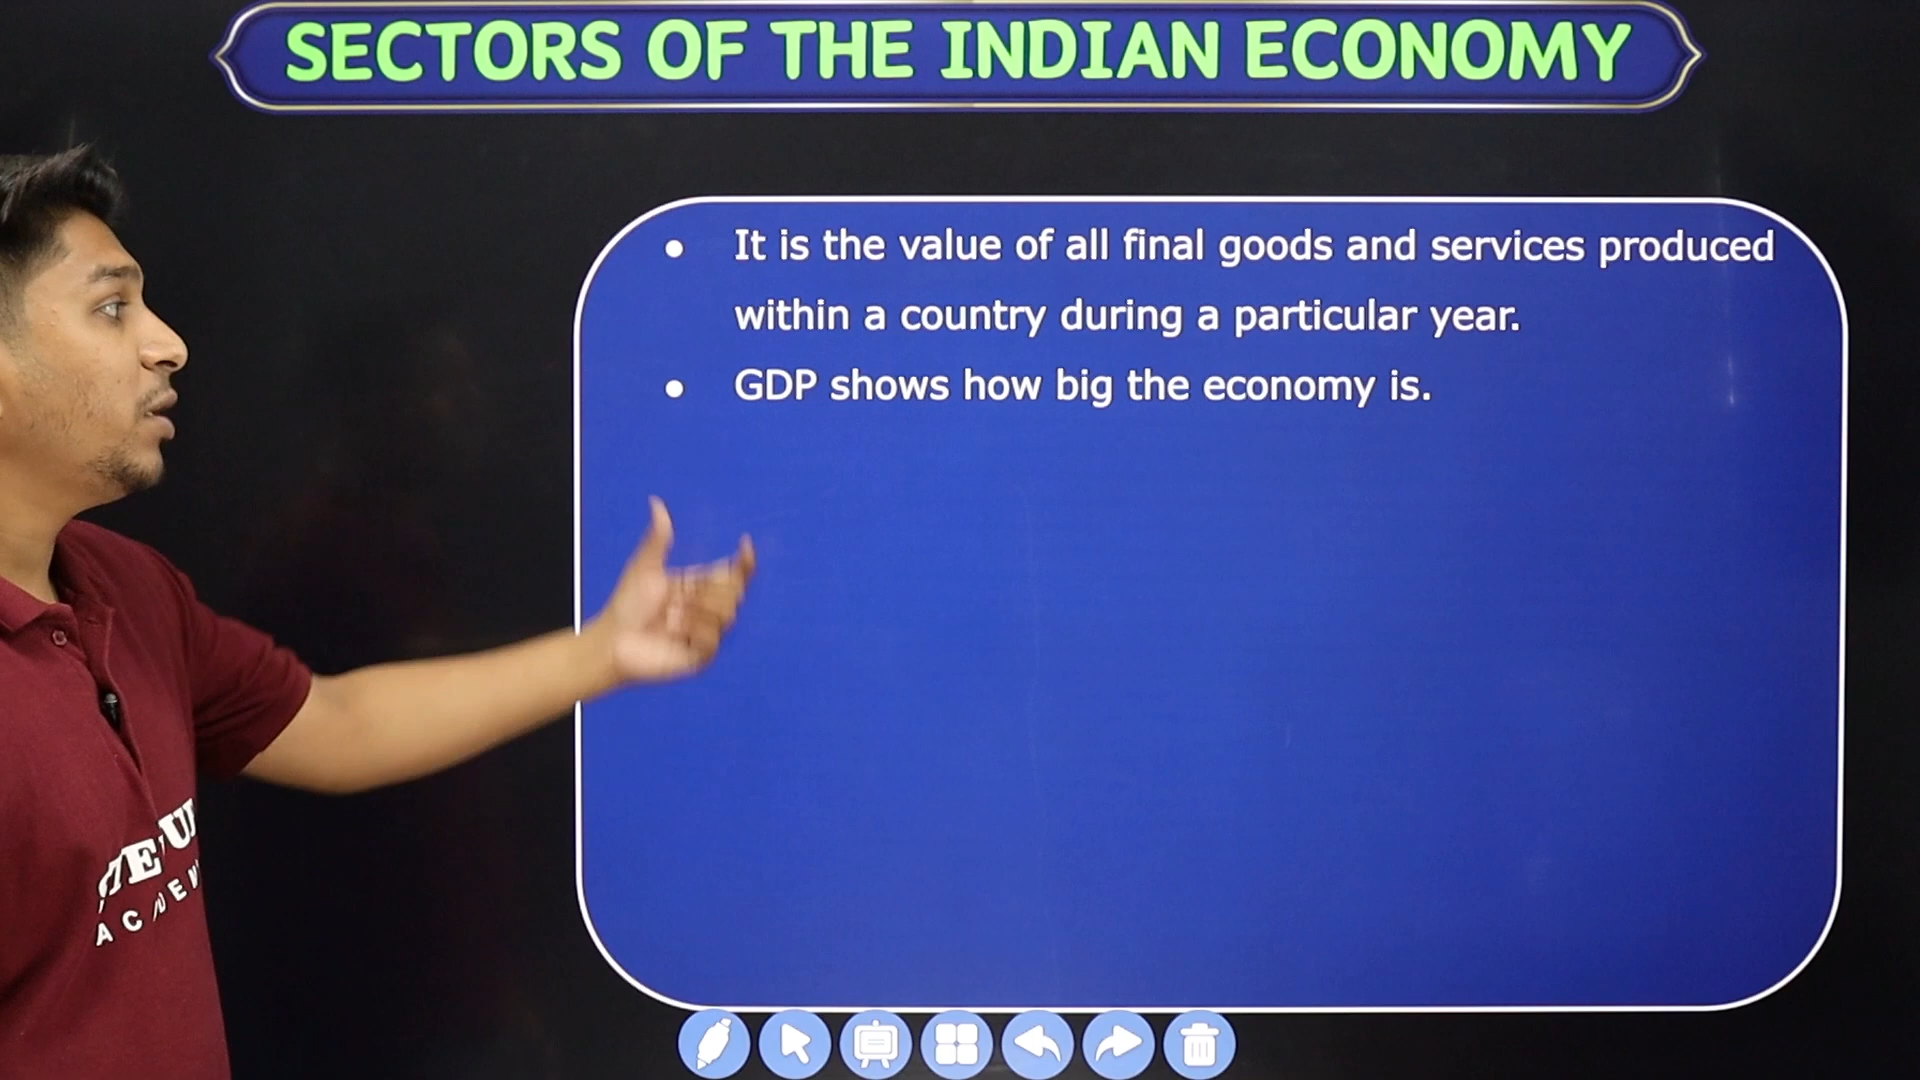 SECTORS OF THE INDIAN ECONOMY
• It is the value of all final goods and services produced
within a country during a particular year.
• GDP shows how big the economy is.